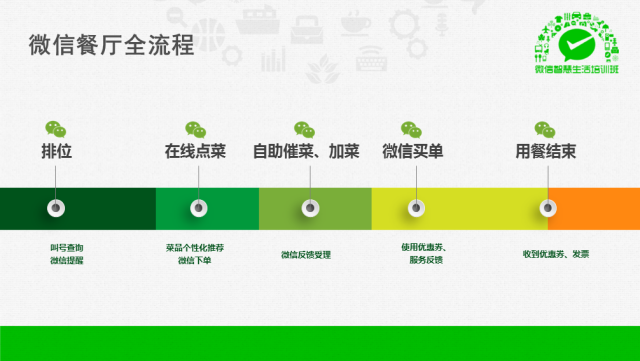 微信餐厅全流程
微信智慧生活培训班
排位
在线点菜
自助催菜、加菜
微信买单
用餐结束
叫号查询
微信提醒
菜品个性化推荐
微信下单
微信反馈受理
使用优惠券、
服务反馈
收到优惠券、发票